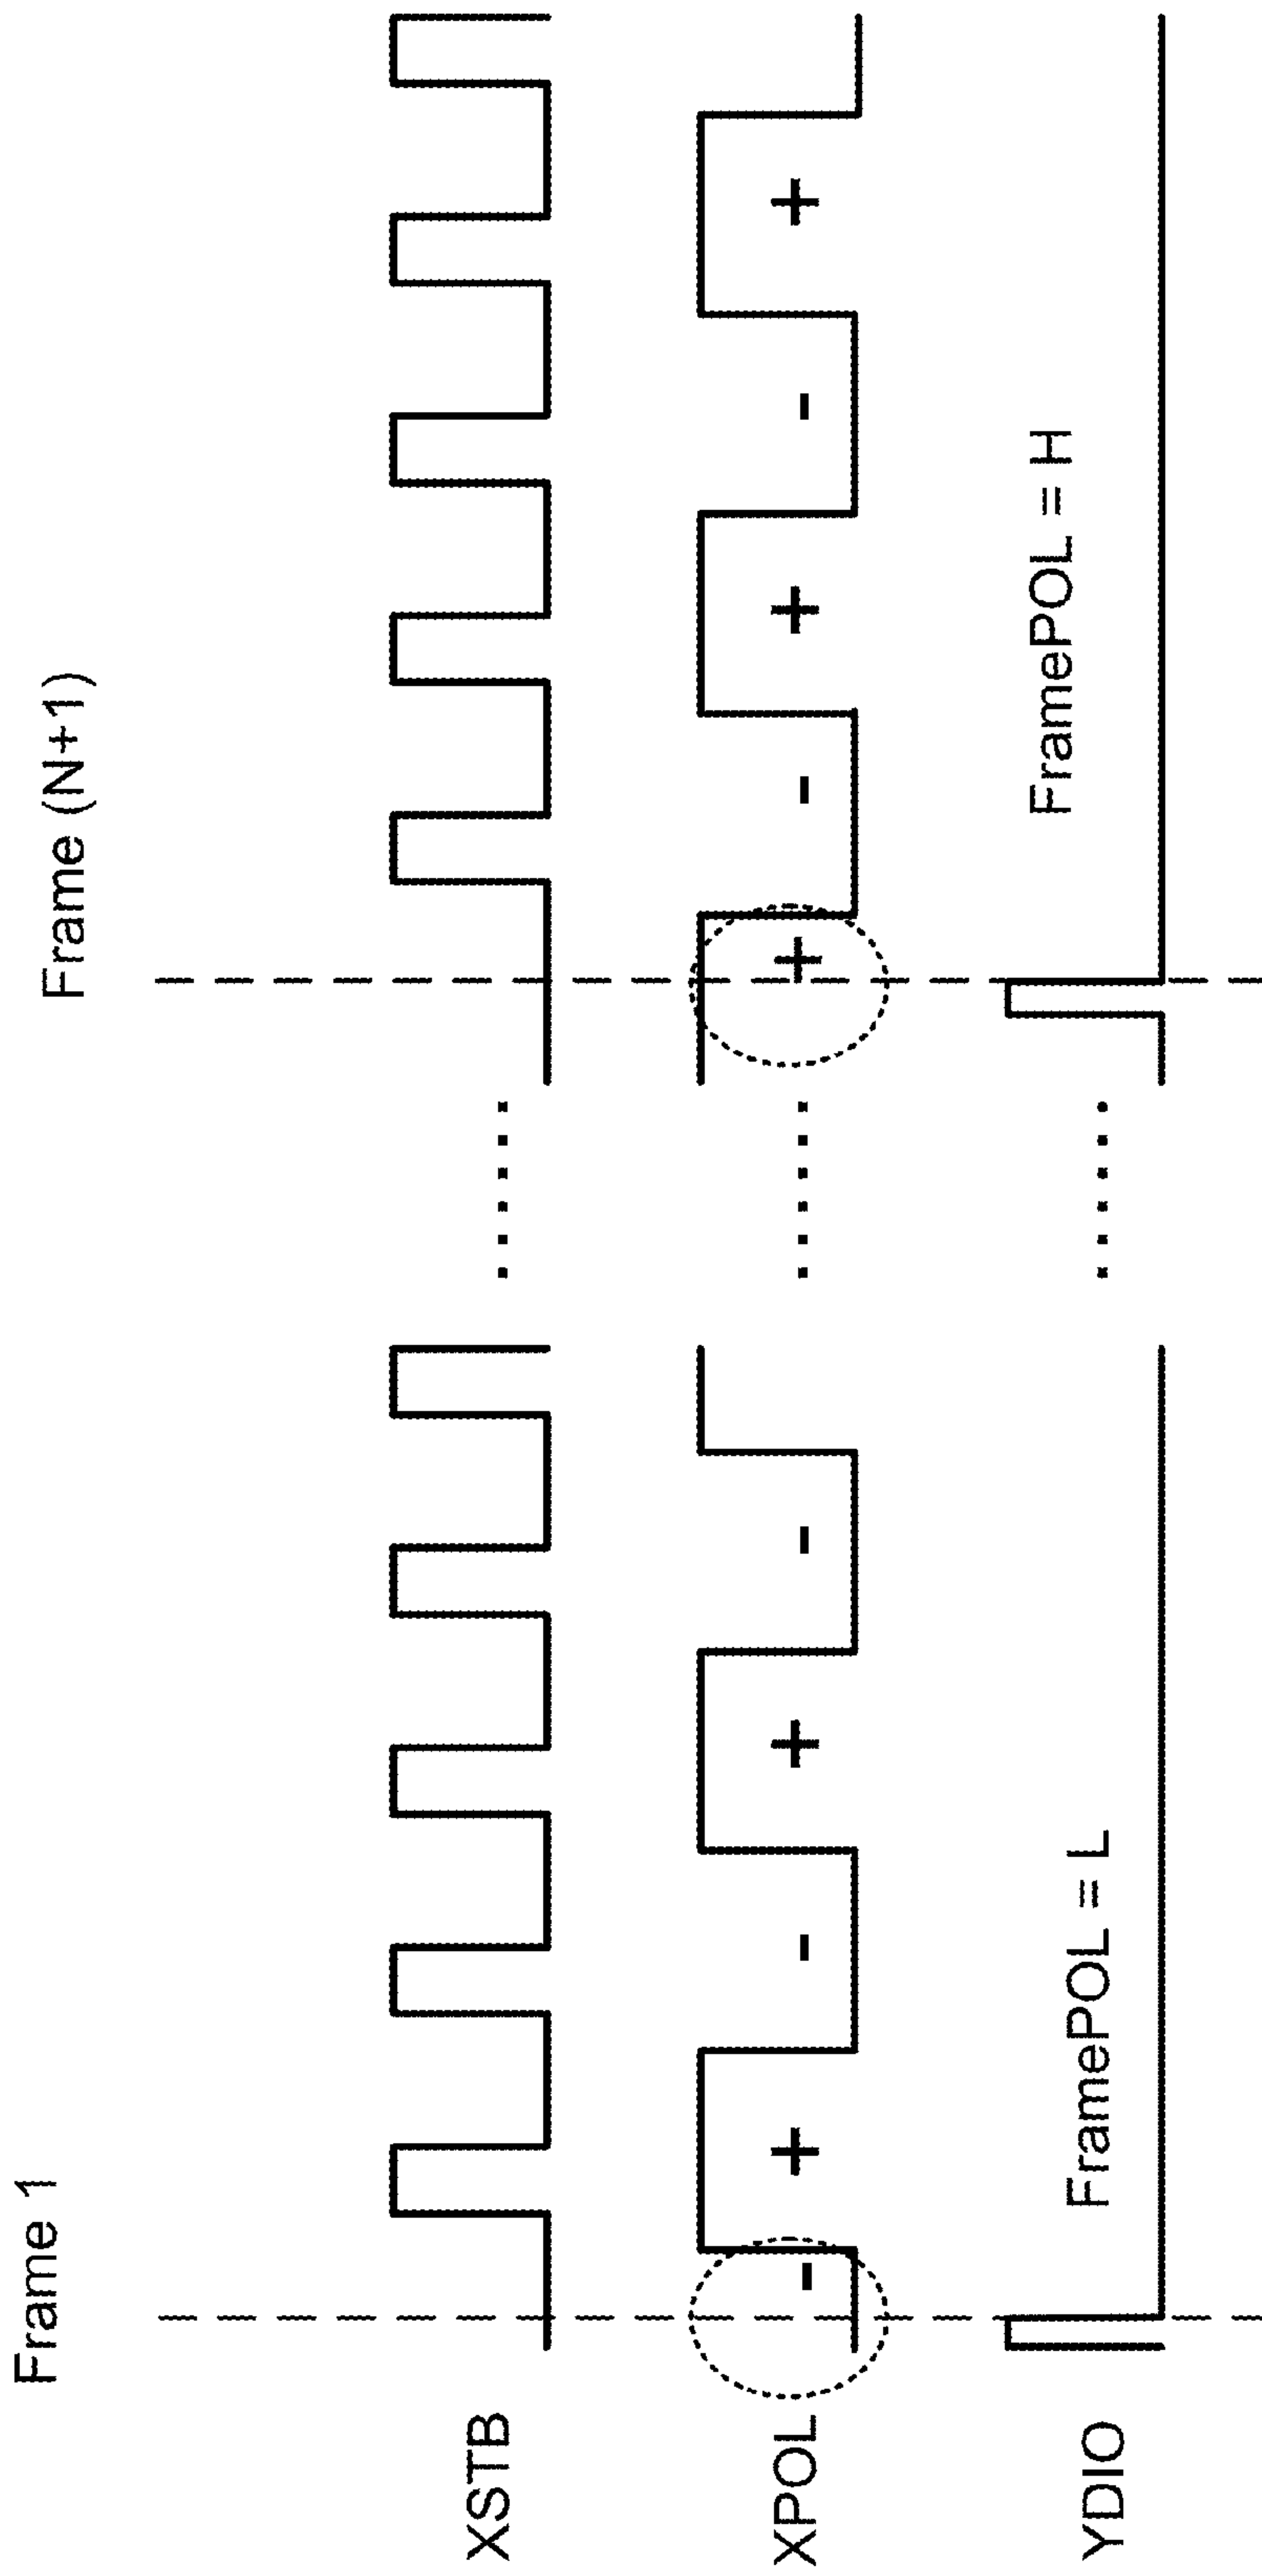 Frame 1
Frame (N+1)
XSTB
XPOL
- + - + -
+ - + - +
YDIO
FramePOL = L
FramePOL = H